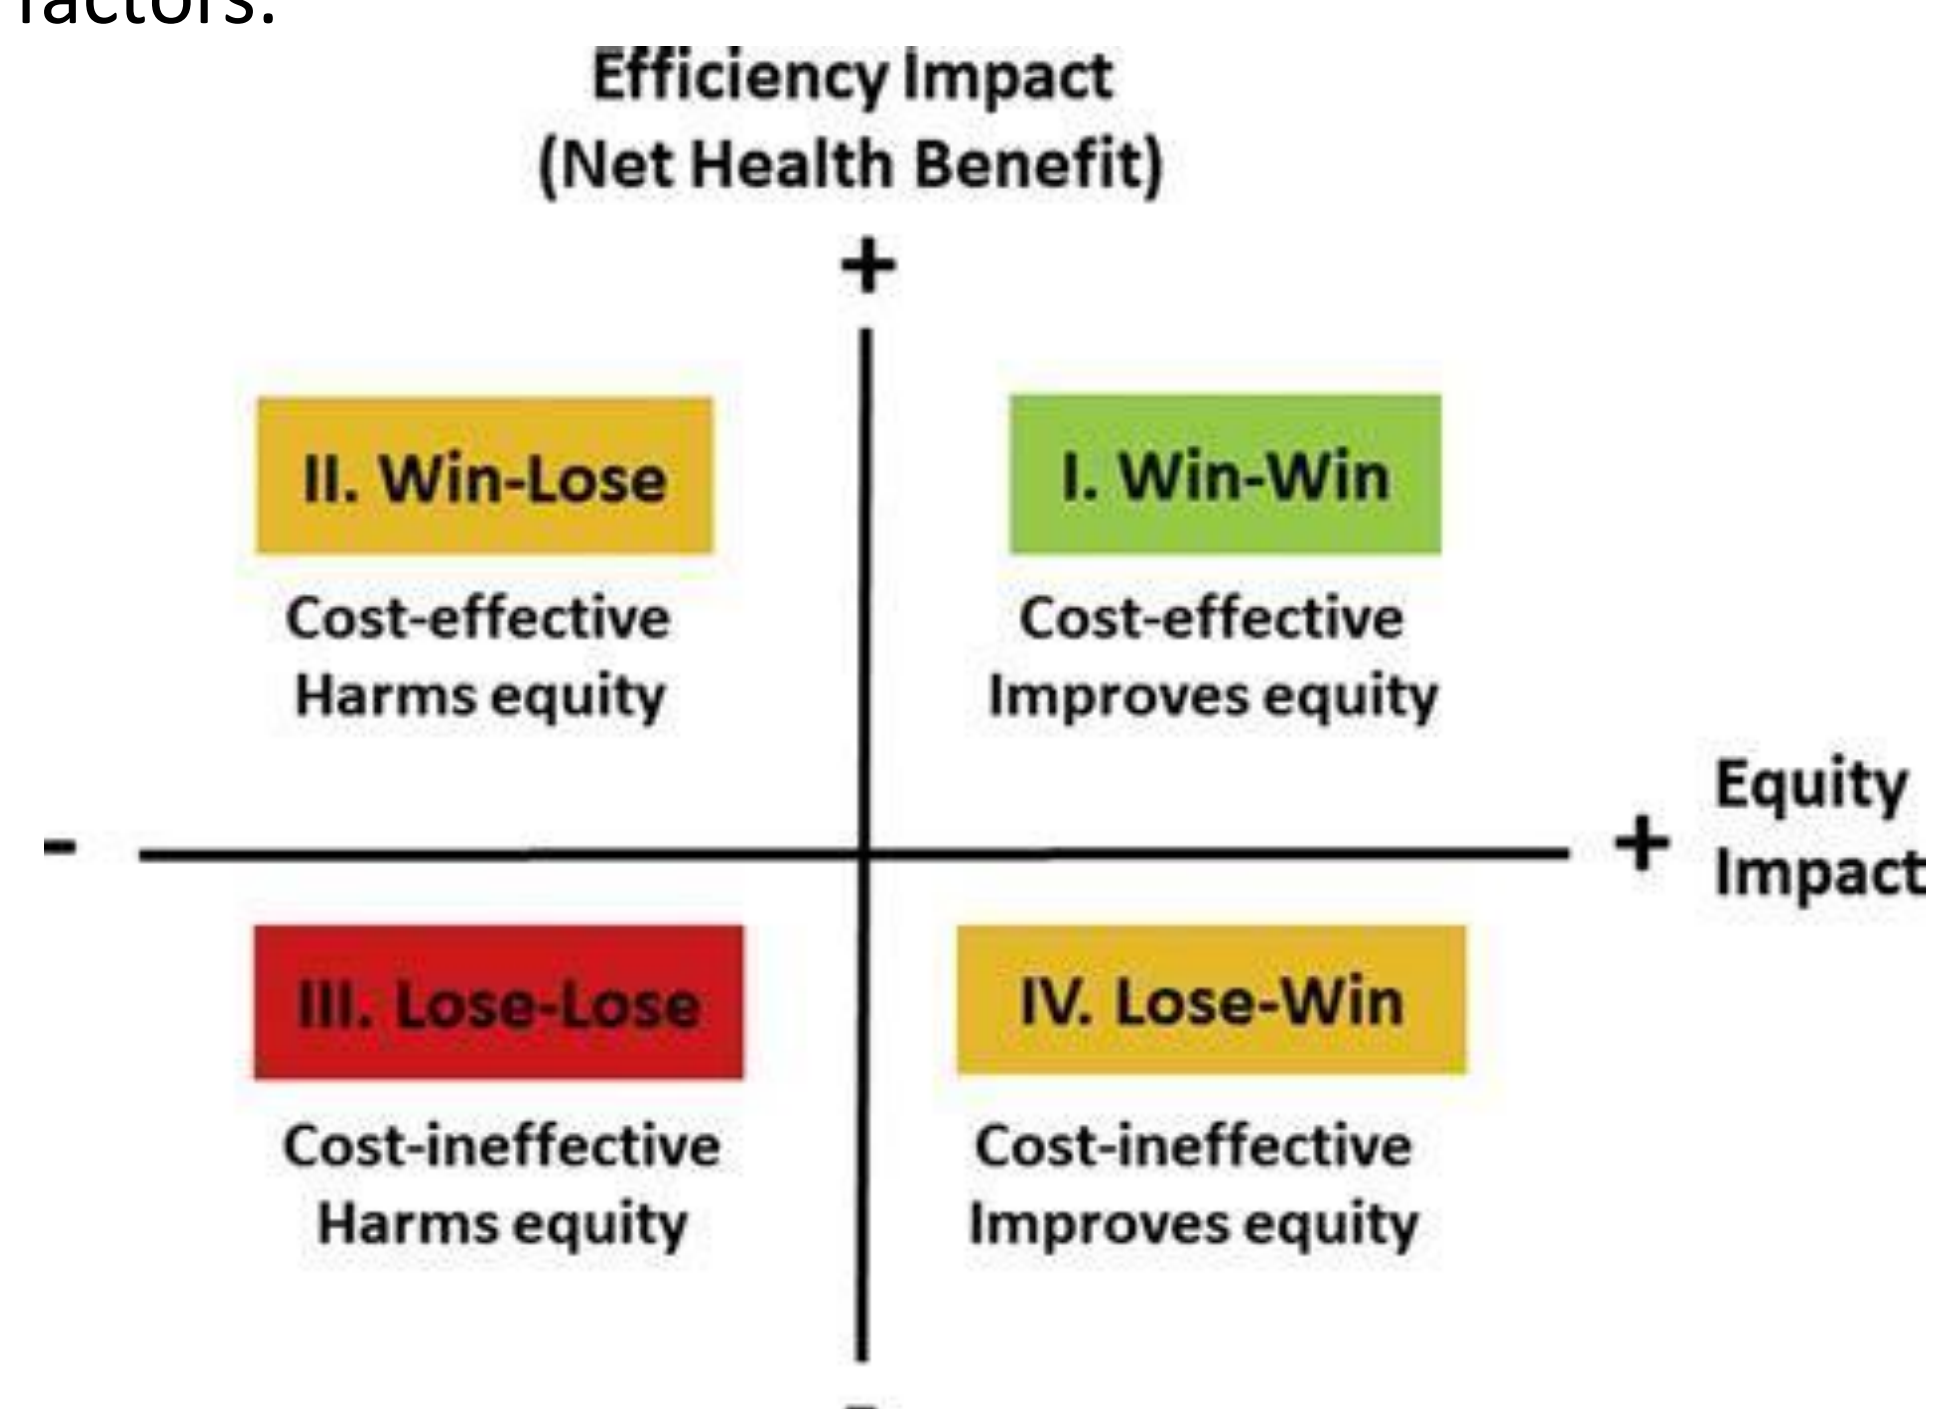 factors.
Efficiency Impact
(Net Health Benefit)
+
II. Win-Lose
I. Win-Win
Cost-effective
Harms equity
Cost-effective
Improves equity
-
+
Equity
Impact
III. Lose-Lose
IV. Lose-Win
Cost-ineffective
Harms equity
Cost-ineffective
Improves equity
-